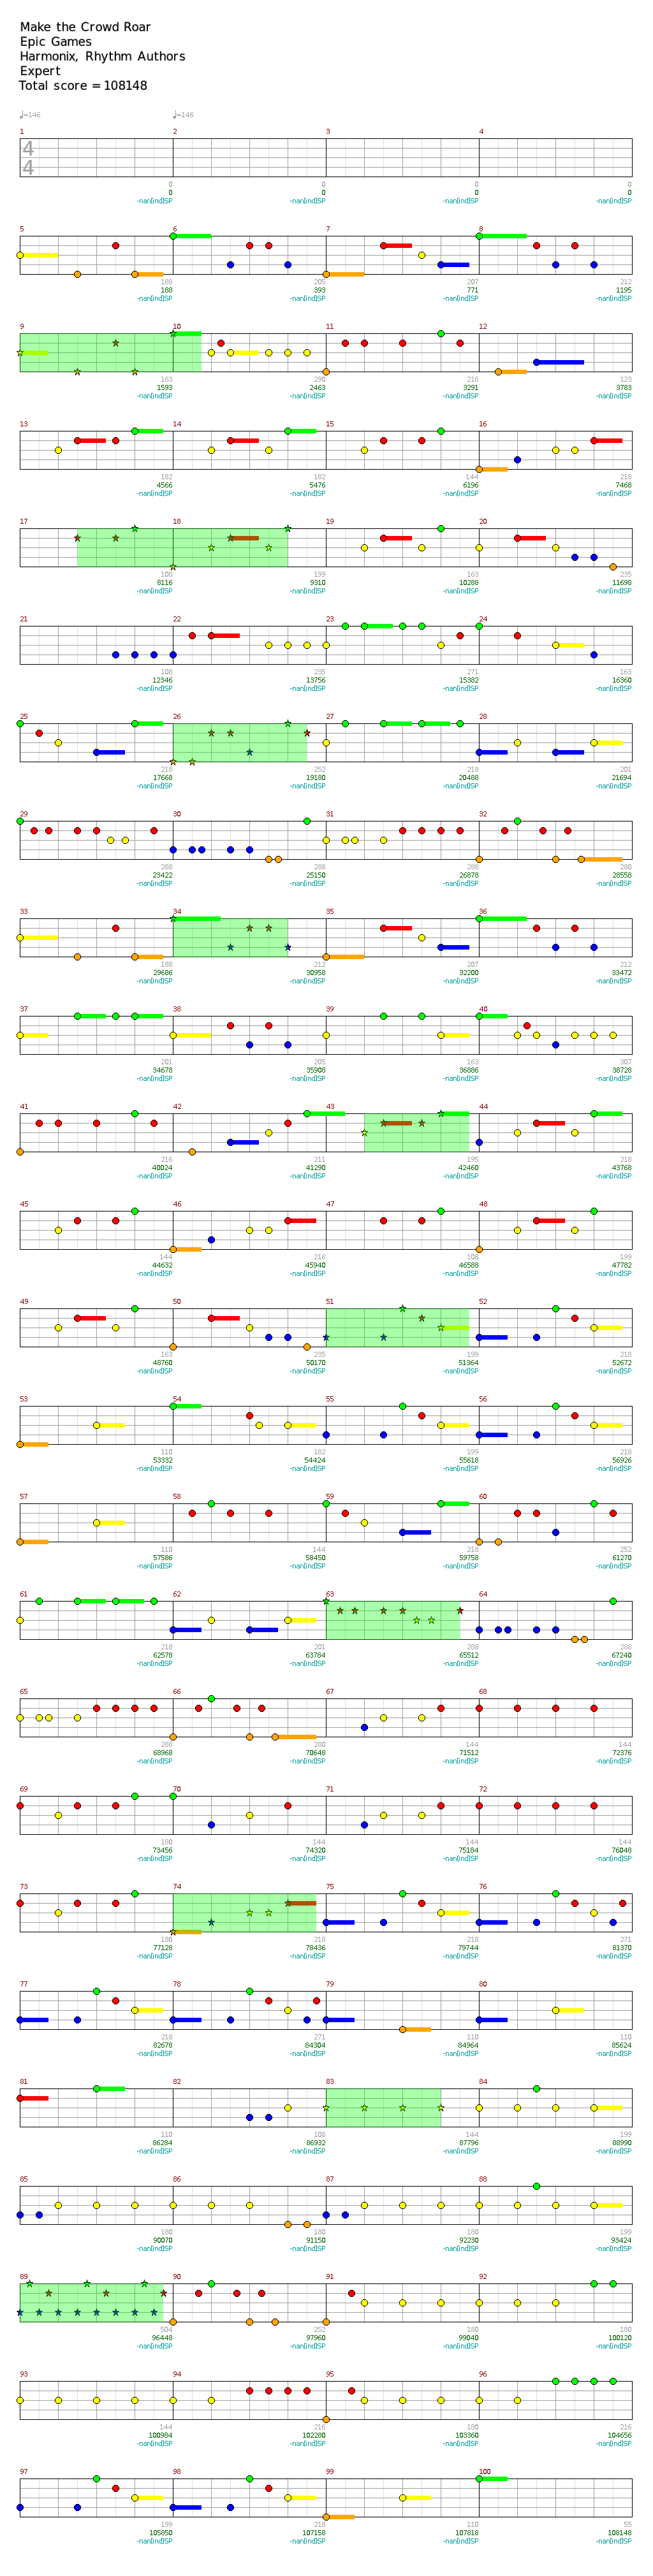 Make the Crowd Roar
Epic Games
Harmonix, Rhythm Authors
Expert
Total score = 108148
♩=146 ♩=146
1 2 3 4
4
4
0 0 0 0
0 0 0 0
-nan(ind)SP -nan(ind)SP -nan(ind)SP -nan(ind)SP
5 6 7 8
188 205 207 212
188 393 771 1195
-nan(ind)SP -nan(ind)SP -nan(ind)SP -nan(ind)SP
9 10 11 12
163 290 216 123
1593 2463 3291 3783
-nan(ind)SP -nan(ind)SP -nan(ind)SP -nan(ind)SP
13 14 15 16
182 182 144 218
4566 5476 6196 7468
-nan(ind)SP -nan(ind)SP -nan(ind)SP -nan(ind)SP
17 18 19 20
108 199 163 235
8116 9310 10288 11698
-nan(ind)SP -nan(ind)SP -nan(ind)SP -nan(ind)SP
21 22 23 24
108 235 271 163
12346 13756 15382 16360
-nan(ind)SP -nan(ind)SP -nan(ind)SP -nan(ind)SP
25 26 27 28
218 252 218 201
17668 19180 20488 21694
-nan(ind)SP -nan(ind)SP -nan(ind)SP -nan(ind)SP
29 30 31 32
288 288 288 280
23422 25150 26878 28558
-nan(ind)SP -nan(ind)SP -nan(ind)SP -nan(ind)SP
33 34 35 36
188 212 207 212
29686 30958 32200 33472
-nan(ind)SP -nan(ind)SP -nan(ind)SP -nan(ind)SP
37 38 39 40
201 205 163 307
34678 35908 36886 38728
-nan(ind)SP -nan(ind)SP -nan(ind)SP -nan(ind)SP
41 42 43 44
216 211 195 218
40024 41290 42460 43768
-nan(ind)SP -nan(ind)SP -nan(ind)SP -nan(ind)SP
45 46 47 48
144 218 108 199
44632 45940 46588 47782
-nan(ind)SP -nan(ind)SP -nan(ind)SP -nan(ind)SP
49 50 51 52
163 235 199 218
48760 50170 51364 52672
-nan(ind)SP -nan(ind)SP -nan(ind)SP -nan(ind)SP
53 54 55 56
110 182 199 218
53332 54424 55618 56926
-nan(ind)SP -nan(ind)SP -nan(ind)SP -nan(ind)SP
57 58 59 60
110 144 218 252
57586 58450 59758 61270
-nan(ind)SP -nan(ind)SP -nan(ind)SP -nan(ind)SP
61 62 63 64
218 201 288 288
62578 63784 65512 67240
-nan(ind)SP -nan(ind)SP -nan(ind)SP -nan(ind)SP
65 66 67 68
288 280 144 144
68968 70648 71512 72376
-nan(ind)SP -nan(ind)SP -nan(ind)SP -nan(ind)SP
69 70 71 72
180 144 144 144
73456 74320 75184 76048
-nan(ind)SP -nan(ind)SP -nan(ind)SP -nan(ind)SP
73 74 75 76
180 218 218 271
77128 78436 79744 81370
-nan(ind)SP -nan(ind)SP -nan(ind)SP -nan(ind)SP
77 78 79 80
218 271 110 110
82678 84304 84964 85624
-nan(ind)SP -nan(ind)SP -nan(ind)SP -nan(ind)SP
81 82 83 84
110 108 144 199
86284 86932 87796 88990
-nan(ind)SP -nan(ind)SP -nan(ind)SP -nan(ind)SP
85 86 87 88
180 180 180 199
90070 91150 92230 93424
-nan(ind)SP -nan(ind)SP -nan(ind)SP -nan(ind)SP
89 90 91 92
504 252 180 180
96448 97960 99040 100120
-nan(ind)SP -nan(ind)SP -nan(ind)SP -nan(ind)SP
93 94 95 96
144 216 180 216
100984 102280 103360 104656
-nan(ind)SP -nan(ind)SP -nan(ind)SP -nan(ind)SP
97 98 99 100
199 218 110 55
105850 107158 107818 108148
-nan(ind)SP -nan(ind)SP -nan(ind)SP -nan(ind)SP